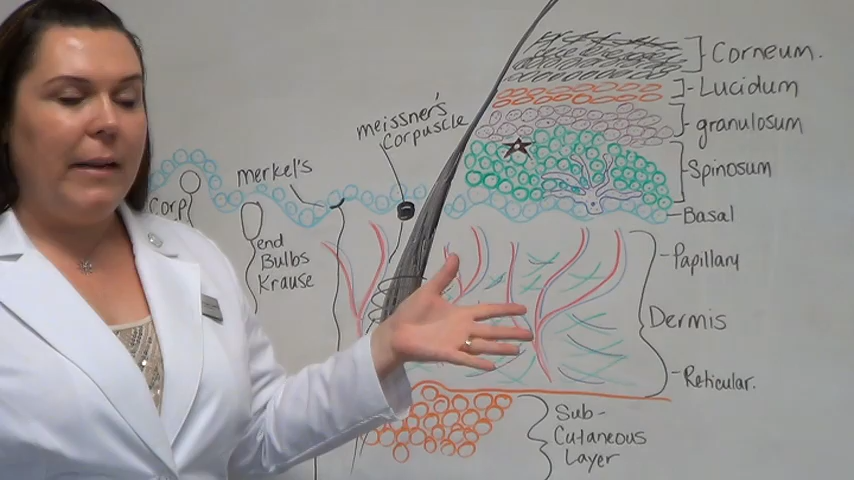 Corneum.
Lucidum
granulosum
Spinosum
Basal
meissner's
Corpuscle
merkel's
Corp
end
Bulbs
Krause
Papillary
Dermis
Reticular.
Sub-
Cutaneous
Layer